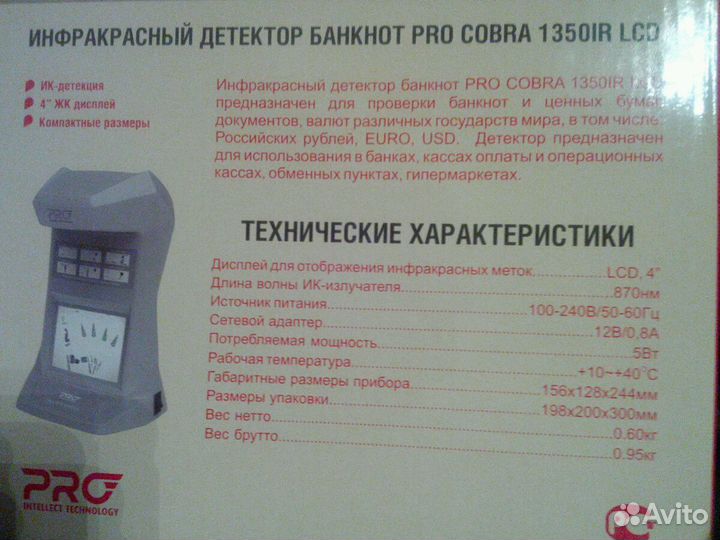 ИНФРАКРАСНЫЙ ДЕТЕКТОР БАНКНОТ PRO COBRA 1350IR LCD
ИК-детекция
4" ЖК дисплей
Компактные размеры
Инфракрасный детектор банкнот PRO COBRA 1350IR
предназначен для проверки банкнот и ценных бумаг,
документов, валют различных государств мира, в том числе:
Российских рублей, EURO, USD. Детектор предназначен
для использования в банках, кассах оплаты и операционных
кассах, обменных пунктах, гипермаркетах.
PRO
ТЕХНИЧЕСКИЕ ХАРАКТЕРИСТИКИ
Дисплей для отображения инфракрасных меток LCD, 4"
Длина волны ИК-излучателя 870нм
Источник питания 100-240В/50-60Гц
Сетевой адаптер 12В/0,8А
Потребляемая мощность 5Вт
Рабочая температура +10~+40°C
Габаритные размеры прибора 156x128x244мм
Размеры упаковки 198x200x300мм
Вес нетто 0.60кг
Вес брутто 0.95кг
PRO
PRO
INTELLECT TECHNOLOGY
Avito